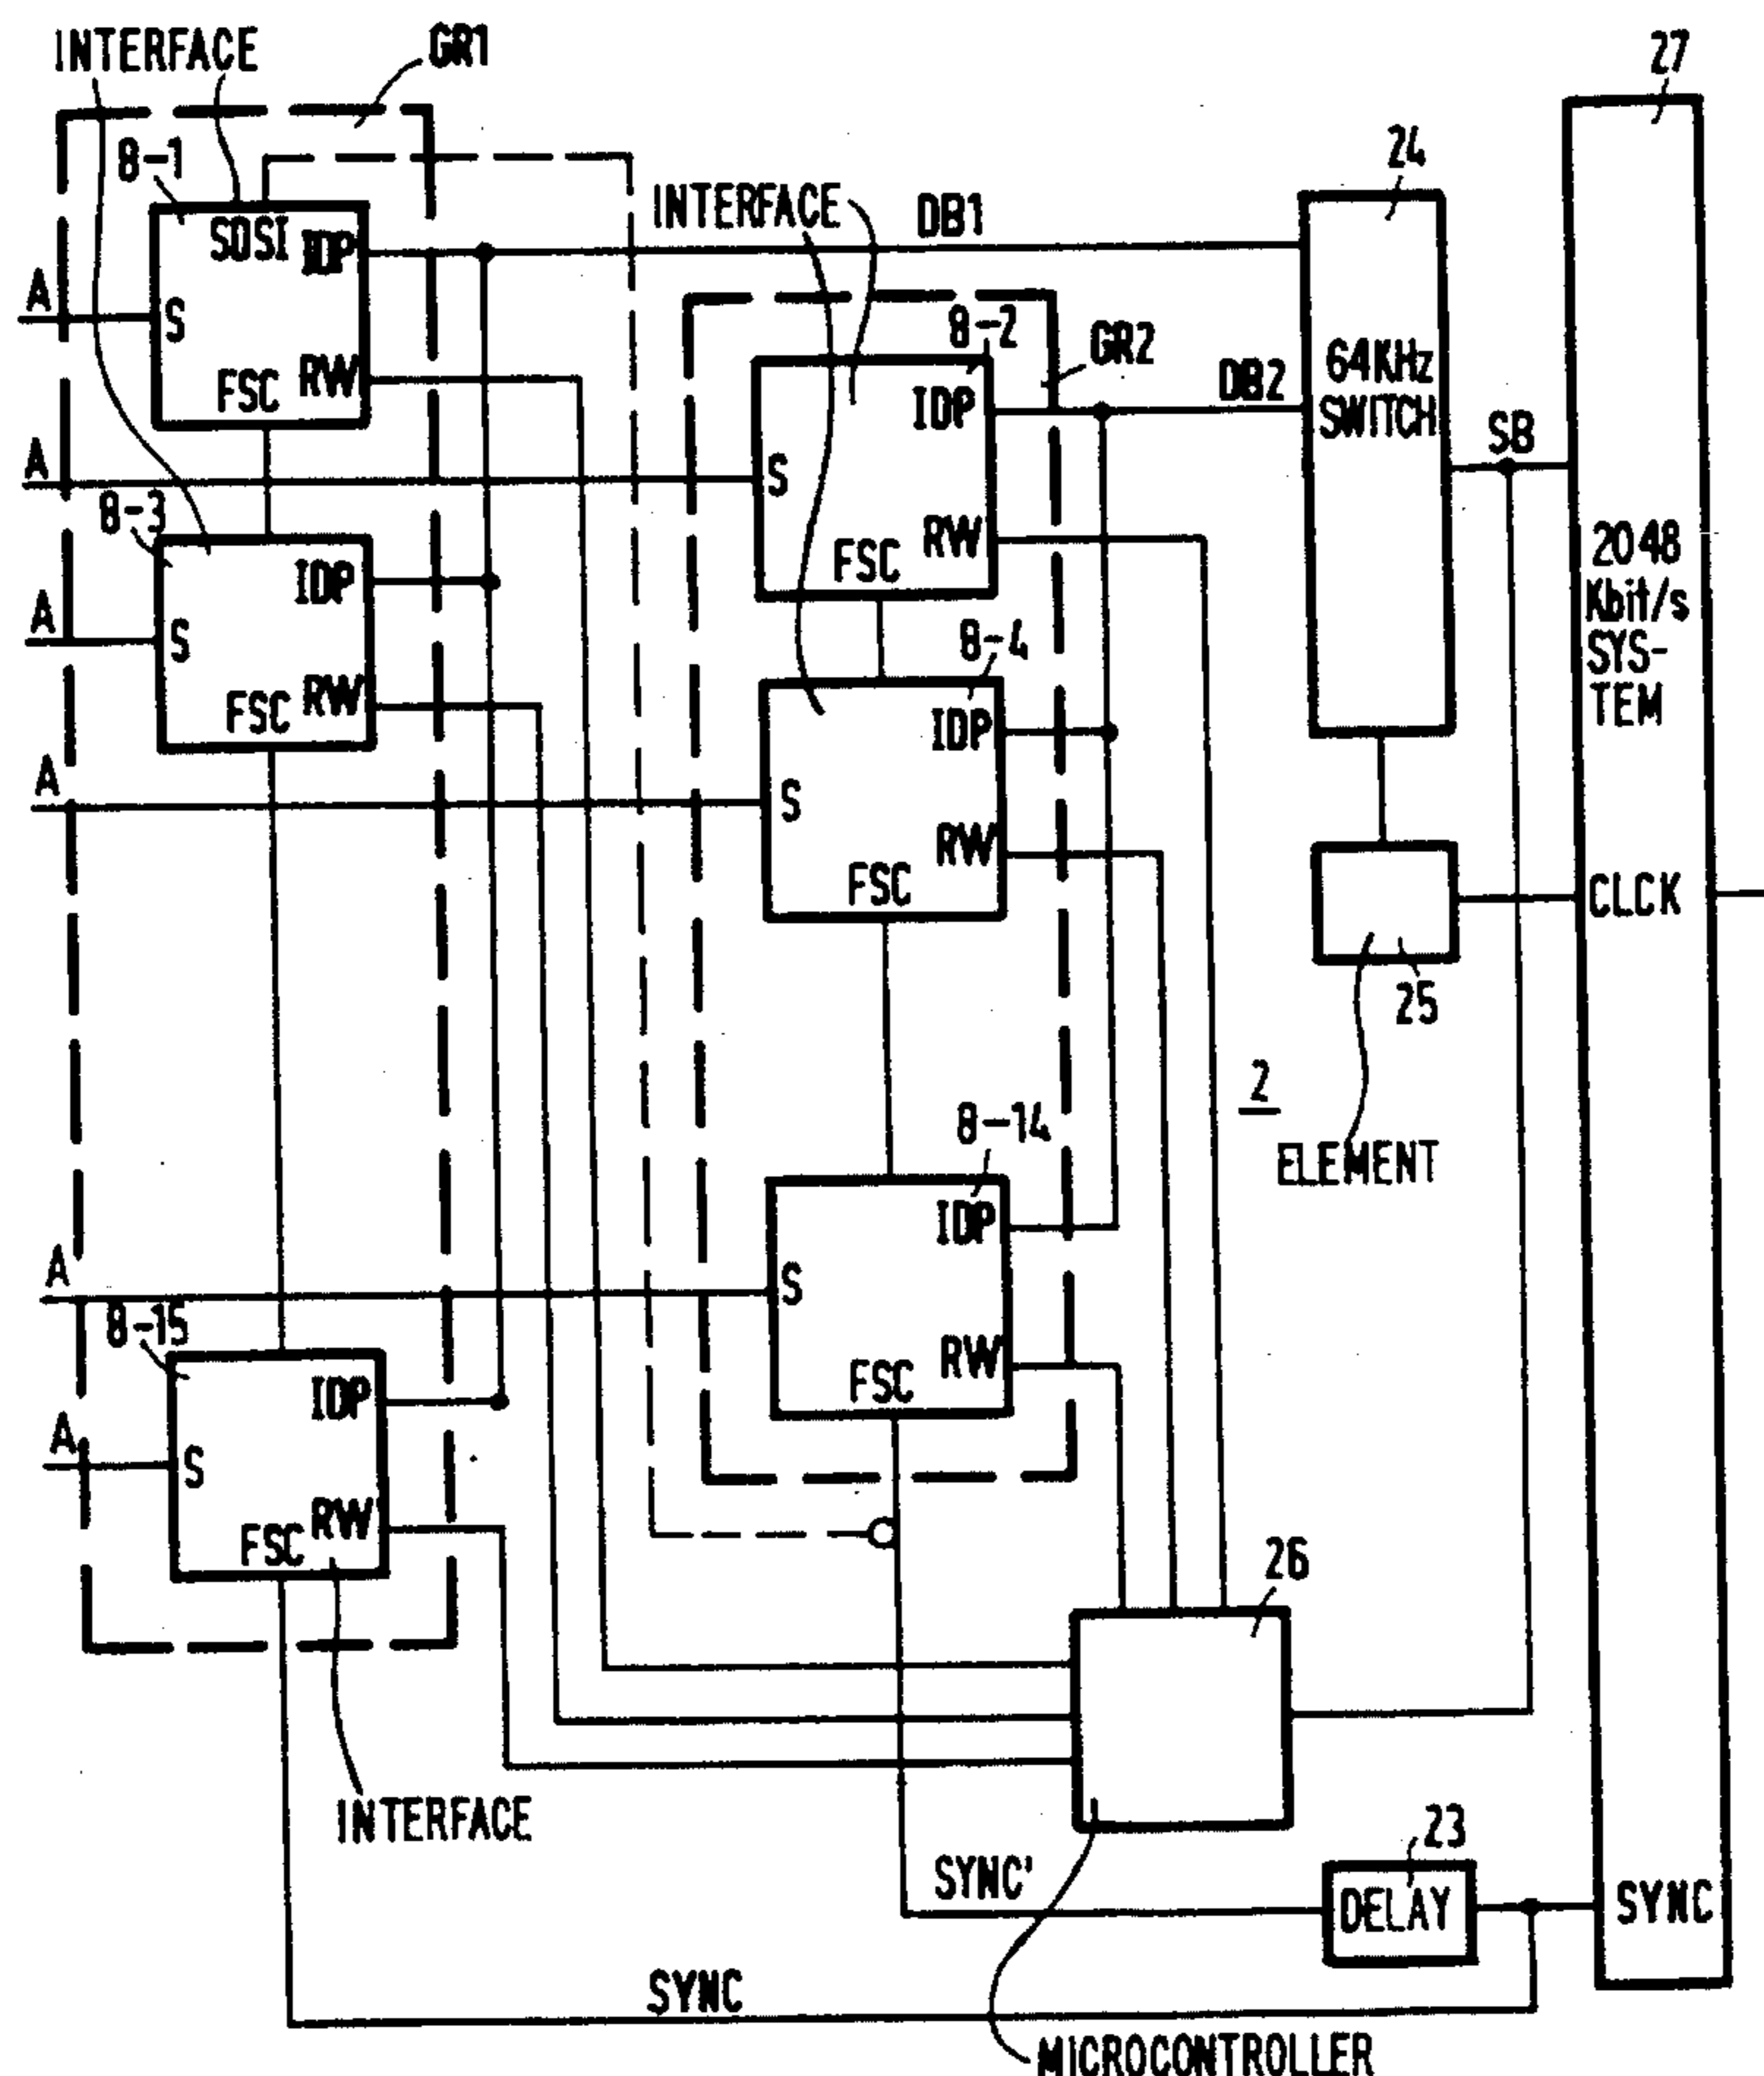 INTERFACE
GR1
27
8-1
24
INTERFACE
DB1
SDSI
IDP
A
S
8-2
GR2
FSC
RW
IDP
DB2
64KHz
SWITCH
SB
A
S
8-3
RW
FSC
2048
Kbit/s
SYS-
TEM
IDP
A
S
8-4
FSC
RW
IDP
A
S
RW
FSC
CLCK
25
2
ELEMENT
8-14
IDP
A
S
8-15
IDP
RW
FSC
A
S
RW
FSC
26
INTERFACE
23
SYNC'
DELAY
SYNC
SYNC
MICROCONTROLLER